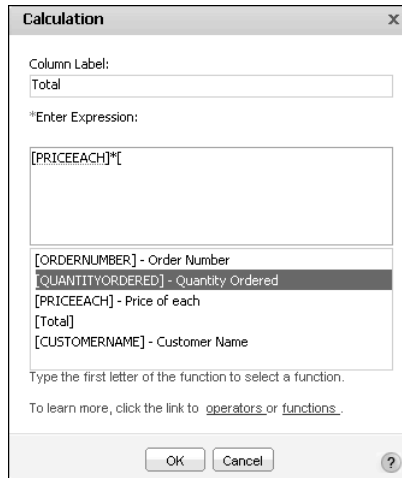 Calculation x
Column Label:
Total
*Enter Expression:
[PRICEEACH]*[
[ORDERNUMBER] - Order Number
[QUANTITYORDERED] - Quantity Ordered
[PRICEEACH] - Price of each
[Total]
[CUSTOMERNAME] - Customer Name
Type the first letter of the function to select a function.
To learn more, click the link to operators or functions .
OK Cancel ?